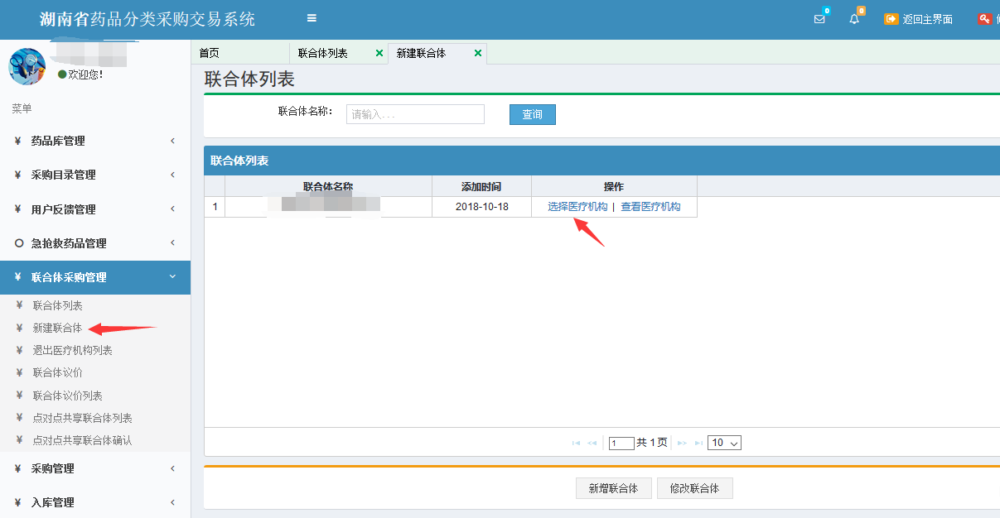 湖南省药品分类采购交易系统
0
0
返回主界面
欢迎您!
菜单
¥ 药品库管理
¥ 采购目录管理
¥ 用户反馈管理
急抢救药品管理
¥ 联合体采购管理
¥ 联合体列表
¥ 新建联合体
¥ 退出医疗机构列表
¥ 联合体议价
¥ 联合体议价列表
¥ 点对点共享联合体列表
¥ 点对点共享联合体确认
¥ 采购管理
¥ 入库管理
首页 联合体列表 新建联合体
联合体列表
联合体名称: 请输入... 查询
联合体列表
联合体名称 添加时间 操作
1 2018-10-18 选择医疗机构 | 查看医疗机构
1 共 1 页 10
新增联合体 修改联合体